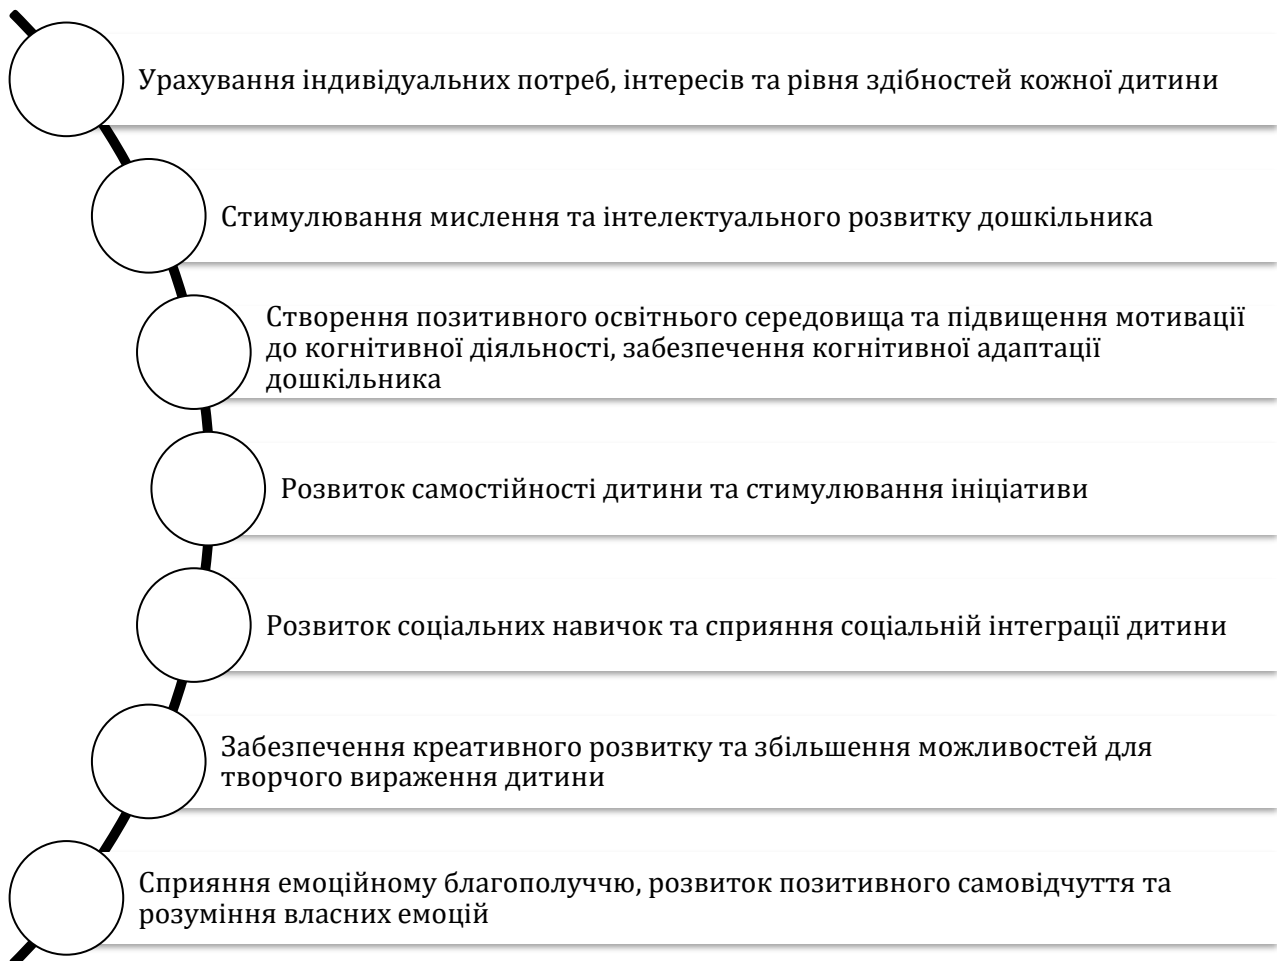 Урахування індивідуальних потреб, інтересів та рівня здібностей кожної дитини
Стимулювання мислення та інтелектуального розвитку дошкільника
Створення позитивного освітнього середовища та підвищення мотивації
до когнітивної діяльності, забезпечення когнітивної адаптації
дошкільника
Розвиток самостійності дитини та стимулювання ініціативи
Розвиток соціальних навичок та сприяння соціальній інтеграції дитини
Забезпечення креативного розвитку та збільшення можливостей для
творчого вираження дитини
Сприяння емоційному благополуччю, розвиток позитивного самовідчуття та
розуміння власних емоцій